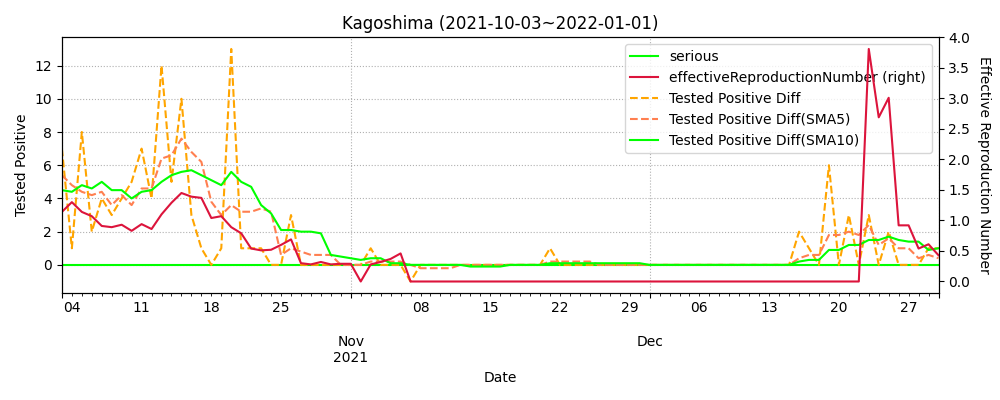 Kagoshima (2021-10-03~2022-01-01)
serious
effectiveReproductionNumber (right)
Tested Positive Diff
Tested Positive Diff(SMA5)
Tested Positive Diff(SMA10)
Tested Positive
12
10
8
6
4
2
0
4.0
3.5
3.0
2.5
2.0
1.5
1.0
0.5
0.0
Effective Reproduction Number
04 11 18 25 08 15 22 29 06 13 20 27
Nov Dec
2021
Date